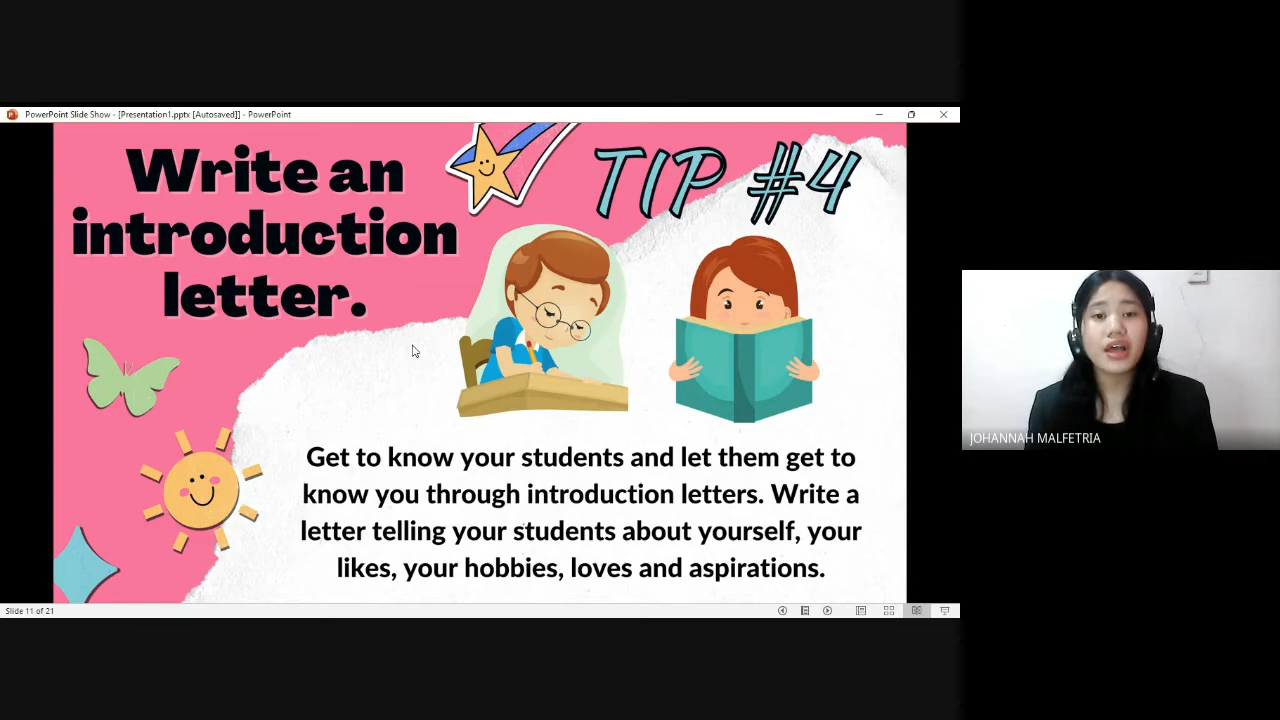 PowerPoint Slide Show - [Presentation1.pptx [Autosaved]] - PowerPoint
Write an
introduction
letter.
TIP #4
Get to know your students and let them get to
know you through introduction letters. Write a
letter telling your students about yourself, your
likes, your hobbies, loves and aspirations.
JOHANNAH MALFETRIA
Slide 11 of 21